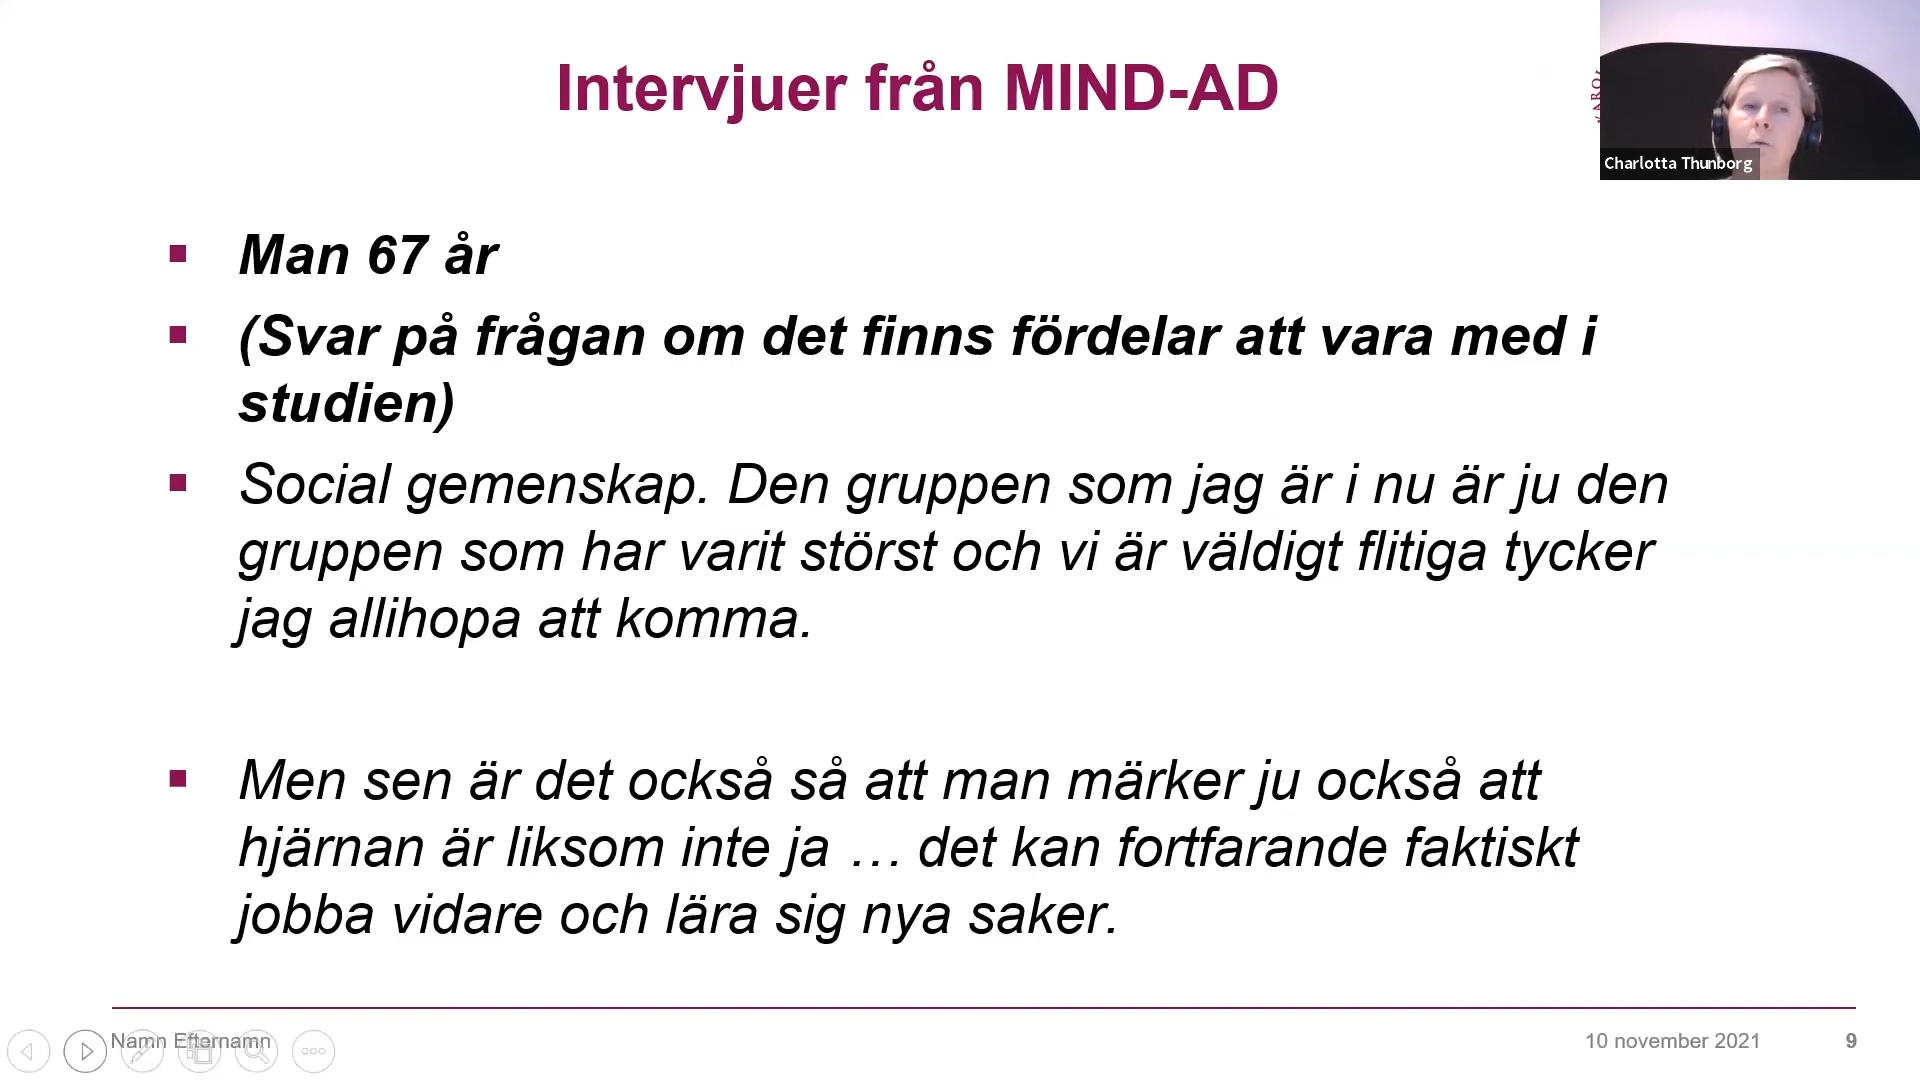 Intervjuer från MIND-AD
Charlotta Thunborg
Man 67 år
(Svar på frågan om det finns fördelar att vara med i
studien)
Social gemenskap. Den gruppen som jag är i nu är ju den
gruppen som har varit störst och vi är väldigt flitiga tycker
jag allihopa att komma.
Men sen är det också så att man märker ju också att
hjärnan är liksom inte ja … det kan fortfarande faktiskt
jobba vidare och lära sig nya saker.
Namn Efternamn
10 november 2021
9